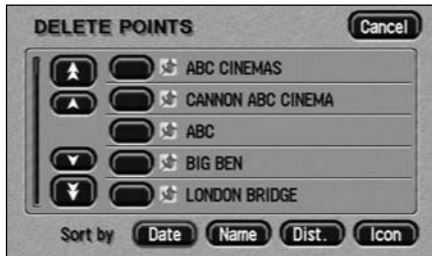 DELETE POINTS Cancel
ABC CINEMAS
CANNON ABC CINEMA
ABC
BIG BEN
LONDON BRIDGE
Sort by Date Name Dist. Icon